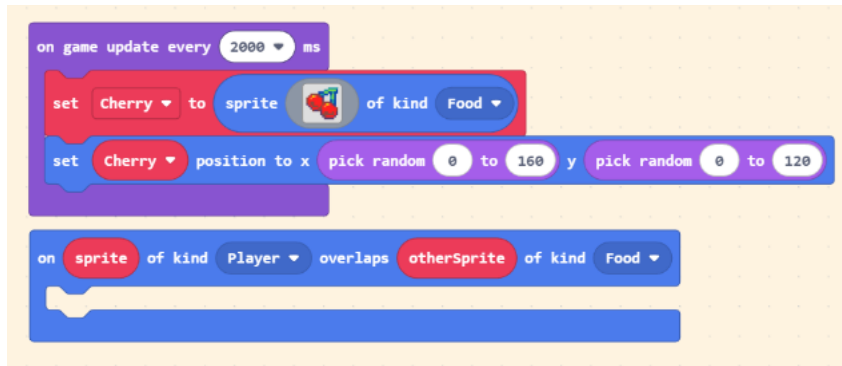 on game update every 2000 ms
set Cherry to sprite of kind Food
set Cherry position to x pick random 0 to 160 y pick random 0 to 120
on sprite of kind Player overlaps otherSprite of kind Food